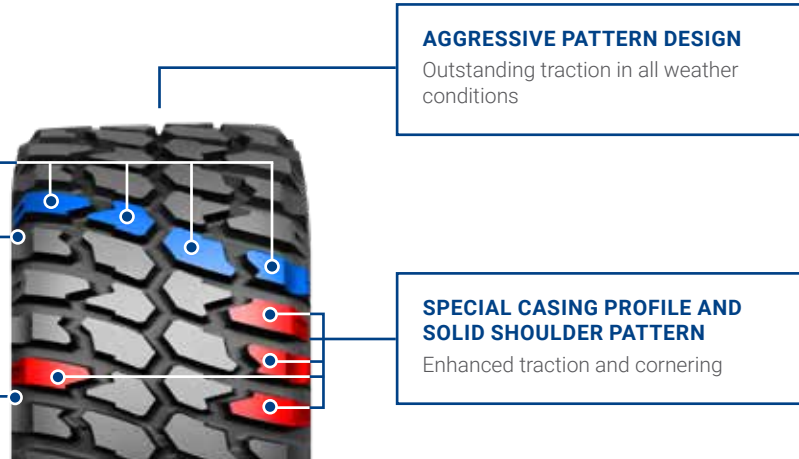 AGGRESSIVE PATTERN DESIGN
Outstanding traction in all weather
conditions
SPECIAL CASING PROFILE AND
SOLID SHOULDER PATTERN
Enhanced traction and cornering